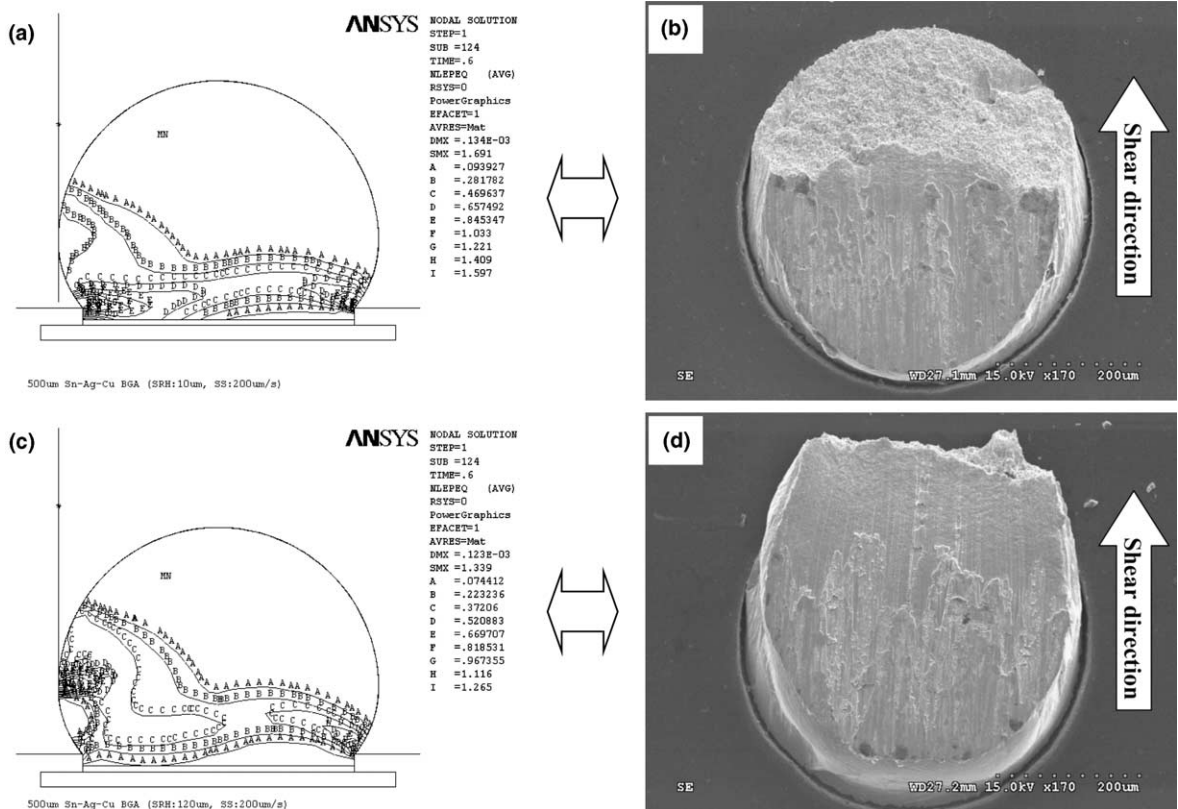 (a)
ANSYS
NODAL SOLUTION
STEP=1
SUB =124
TIME=.6
NLEPEQ (AVG)
RSYS=0
PowerGraphics
EFACET=1
AVRES=Mat
DMX =.134E-03
SMX =1.691
A =.093927
B =.281782
C =.469637
D =.657492
E =.845347
F =1.033
G =1.221
H =1.409
I =1.597
MN
500um Sn-Ag-Cu BGA (SRH:10um, SS:200um/s)
(b)
Shear direction
SE
WD27.1mm 15.0kV x170 200um
(c)
ANSYS
NODAL SOLUTION
STEP=1
SUB =124
TIME=.6
NLEPEQ (AVG)
RSYS=0
PowerGraphics
EFACET=1
AVRES=Mat
DMX =.123E-03
SMX =1.339
A =.074412
B =.223236
C =.37206
D =.520883
E =.669707
F =.818531
G =.967355
H =1.116
I =1.265
MN
500um Sn-Ag-Cu BGA (SRH:120um, SS:200um/s)
(d)
Shear direction
SE
WD27.2mm 15.0kV x170 200um